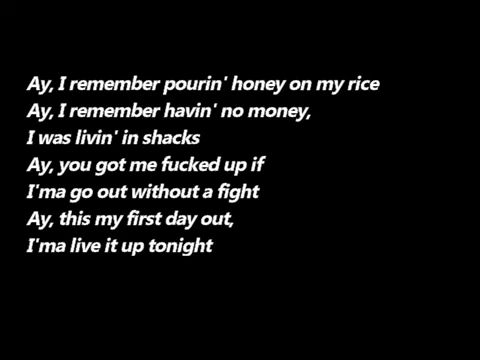 Ay, I remember pourin' honey on my rice
Ay, I remember havin' no money,
I was livin' in shacks
Ay, you got me fucked up if
I'ma go out without a fight
Ay, this my first day out,
I'ma live it up tonight